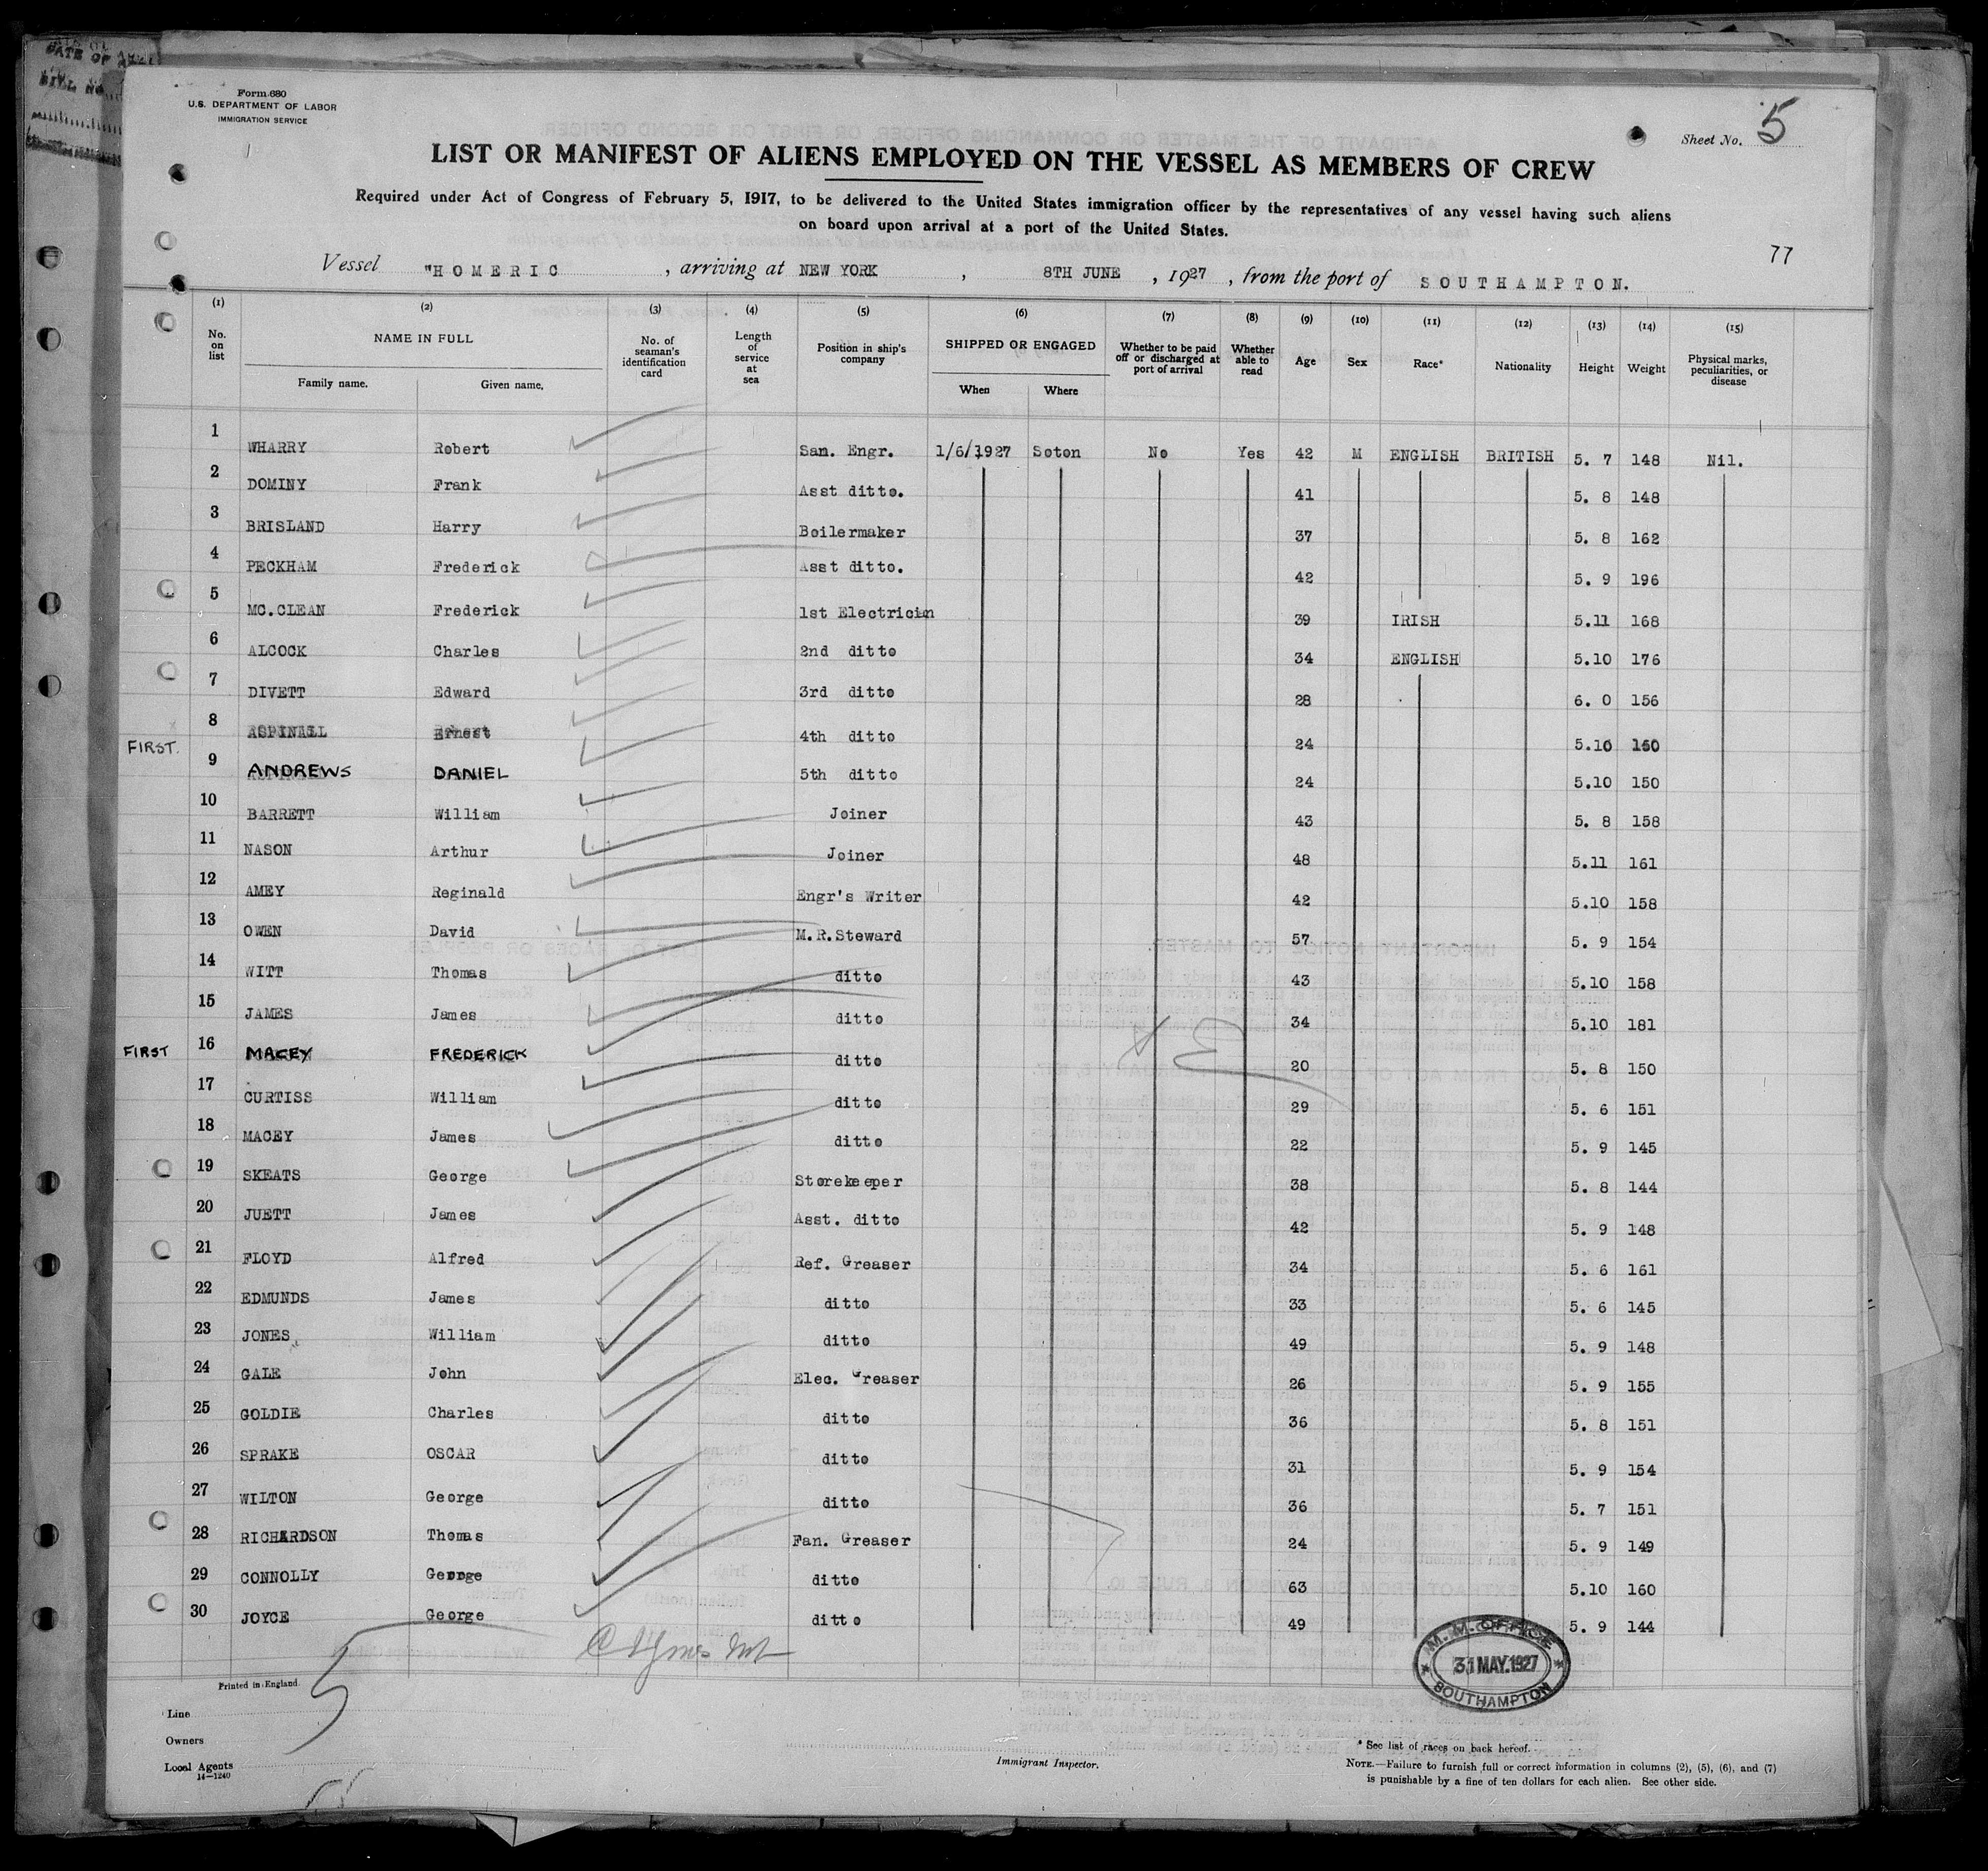 DATE OF
BILL NO.
Form 680
U.S. DEPARTMENT OF LABOR
IMMIGRATION SERVICE
Sheet No. 5
LIST OR MANIFEST OF ALIENS EMPLOYED ON THE VESSEL AS MEMBERS OF CREW
Required under Act of Congress of February 5, 1917, to be delivered to the United States immigration officer by the representatives of any vessel having such aliens
on board upon arrival at a port of the United States.
77
Vessel "HOMERIC , arriving at NEW YORK , 8TH JUNE , 1927 , from the port of SOUTHAMPTON.
(1) No. on list (2) NAME IN FULL Family name. Given name, (3) No. of seaman's identification card (4) Length of service at sea (5) Position in ship's company (6) SHIPPED OR ENGAGED When Where (7) Whether to be paid off or discharged at port of arrival (8) Whether able to read (9) Age (10) Sex (11) Race* (12) Nationality (13) Height (14) Weight (15) Physical marks, peculiarities, or disease
1 WHARRY Robert San. Engr. 1/6/1927 Soton No Yes 42 M ENGLISH BRITISH 5. 7 148 Nil.
2 DOMINY Frank Asst ditto. 41 5. 8 148
3 BRISLAND Harry Boilermaker 37 5. 8 162
4 PECKHAM Frederick Asst ditto. 42 5. 9 196
5 MC.CLEAN Frederick 1st Electricin 39 IRISH 5.11 168
6 ALCOCK Charles 2nd ditto 34 ENGLISH 5.10 176
7 DIVETT Edward 3rd ditto 28 6. 0 156
8 ASPINALL Ernest 4th ditto 24 5.10 160
FIRST. 9 ANDREWS DANIEL 5th ditto 24 5.10 150
10 BARRETT William Joiner 43 5. 8 158
11 NASON Arthur Joiner 48 5.11 161
12 AMEY Reginald Engr's Writer 42 5.10 158
13 OWEN David M.R.Steward 57 5. 9 154
14 WITT Thomas ditto 43 5.10 158
15 JAMES James ditto 34 5.10 181
FIRST 16 MACEY FREDERICK ditto 20 5. 8 150
17 CURTISS William ditto 29 5. 6 151
18 MACEY James ditto 22 5. 9 145
19 SKEATS George Storekeeper 38 5. 8 144
20 JUETT James Asst. ditto 42 5. 9 148
21 FLOYD Alfred Ref. Greaser 34 5. 6 161
22 EDMUNDS James ditto 33 5. 6 145
23 JONES William ditto 49 5. 9 148
24 GALE John Elec. Greaser 26 5. 9 155
25 GOLDIE Charles ditto 36 5. 8 151
26 SPRAKE OSCAR ditto 31 5. 9 154
27 WILTON George ditto 36 5. 7 151
28 RICHARDSON Thomas Fan. Greaser 24 5. 9 149
29 CONNOLLY George ditto 63 5.10 160
30 JOYCE George ditto 49 5. 9 144
M. M. OFFICE
31 MAY.1927
SOUTHAMPTON
Printed in England.
Line
Owners
Local Agents
14—1240
Immigrant Inspector.
* See list of races on back hereof.
NOTE.—Failure to furnish full or correct information in columns (2), (5), (6), and (7)
is punishable by a fine of ten dollars for each alien. See other side.